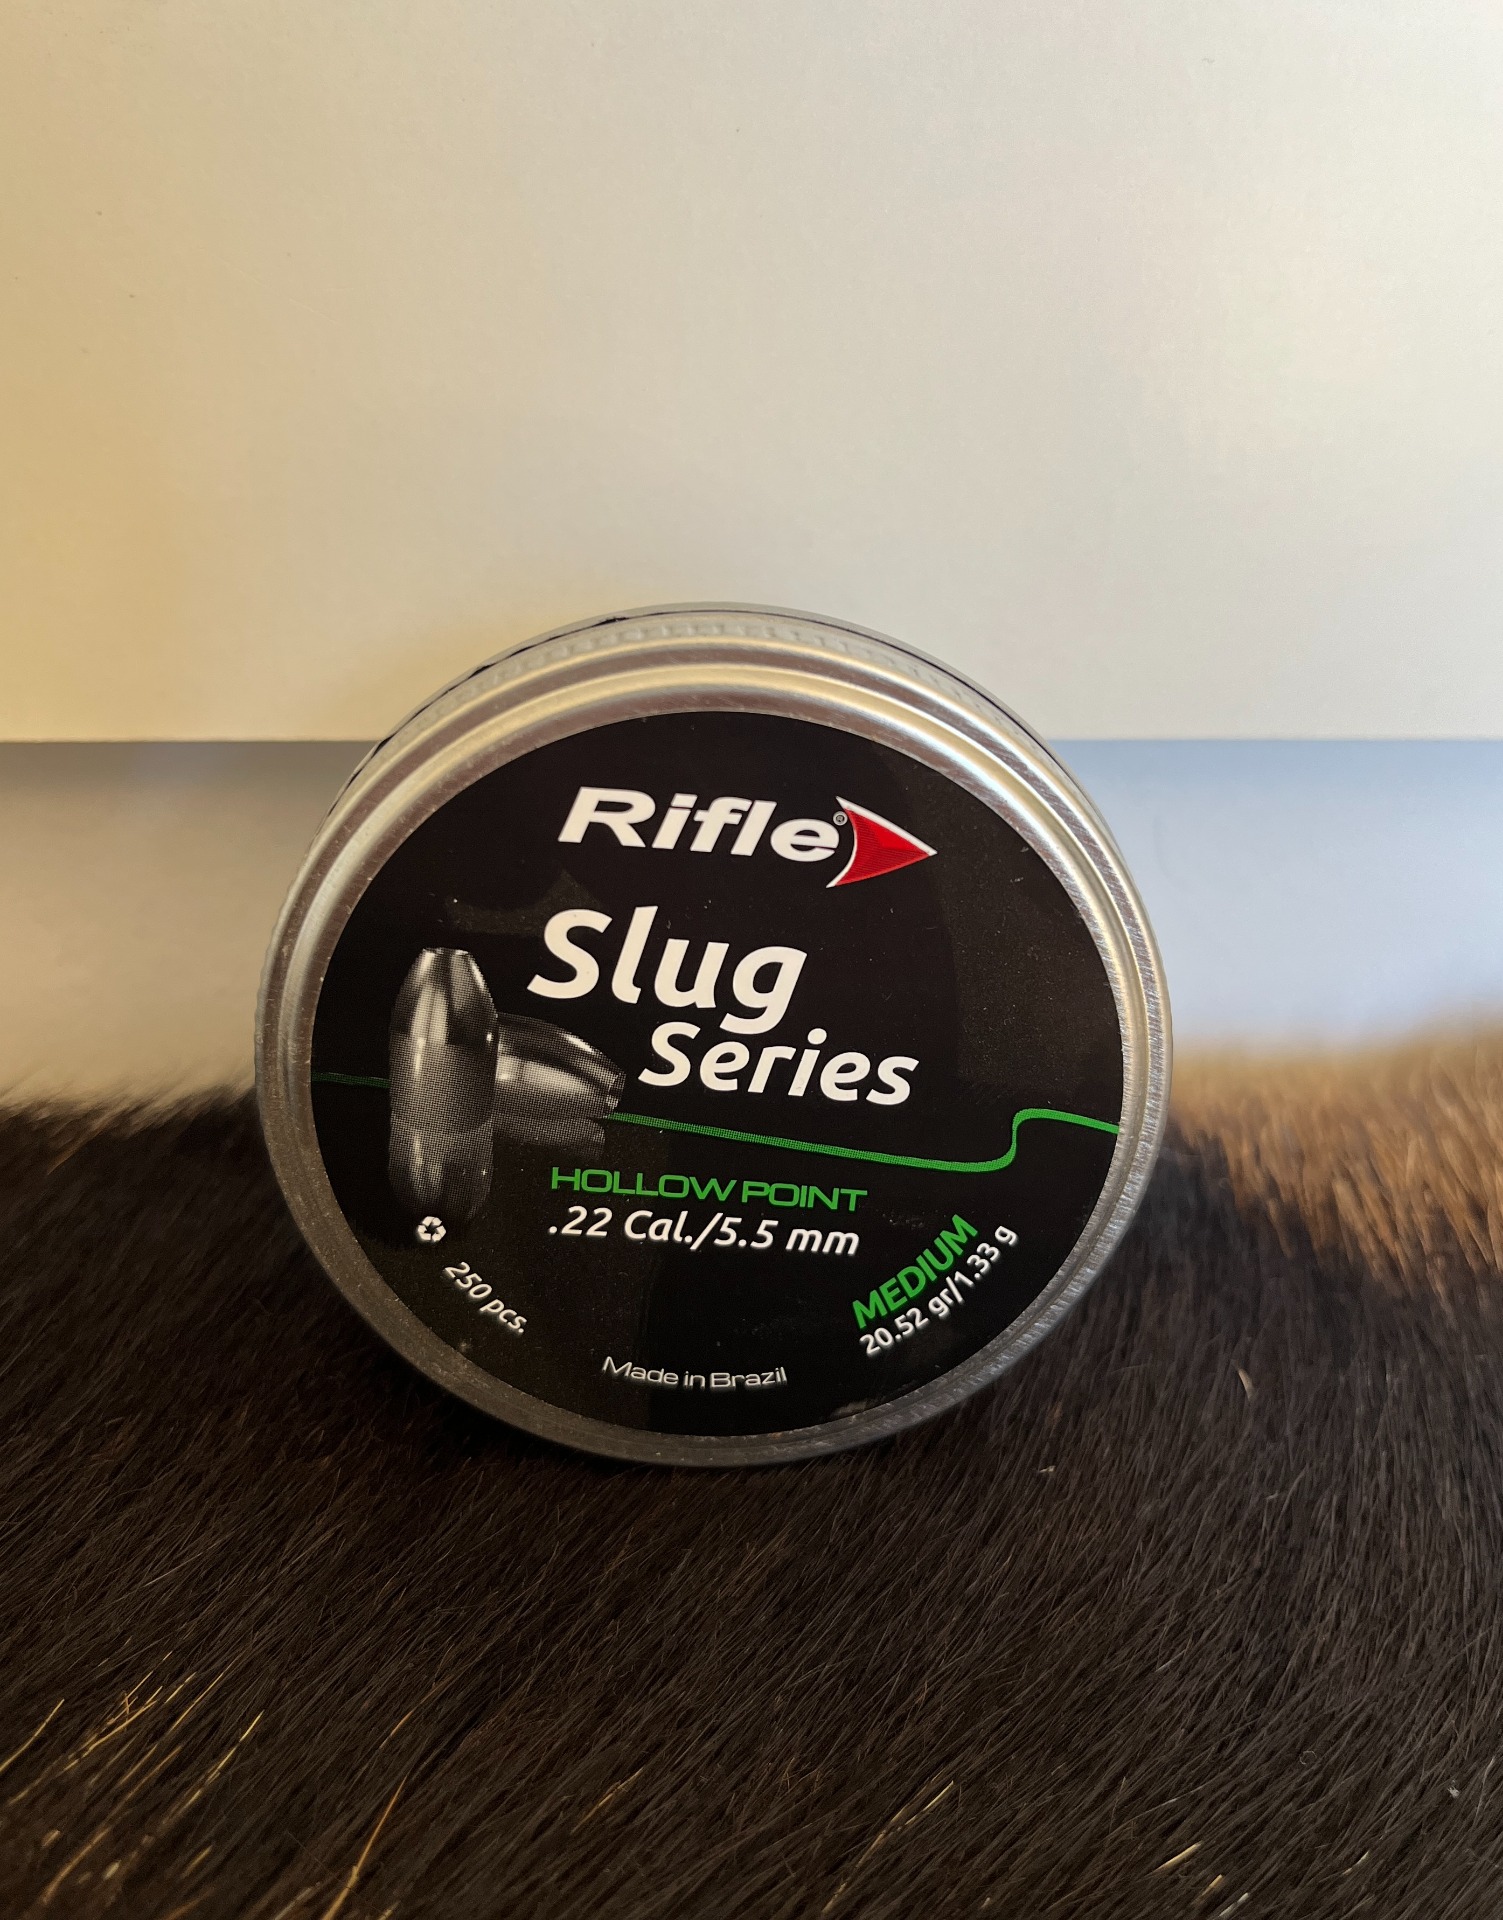 Rifle®
Slug
Series
HOLLOW POINT
.22 Cal./5.5 mm
MEDIUM
20.52 gr/1.33 g
250 pcs.
Made in Brazil